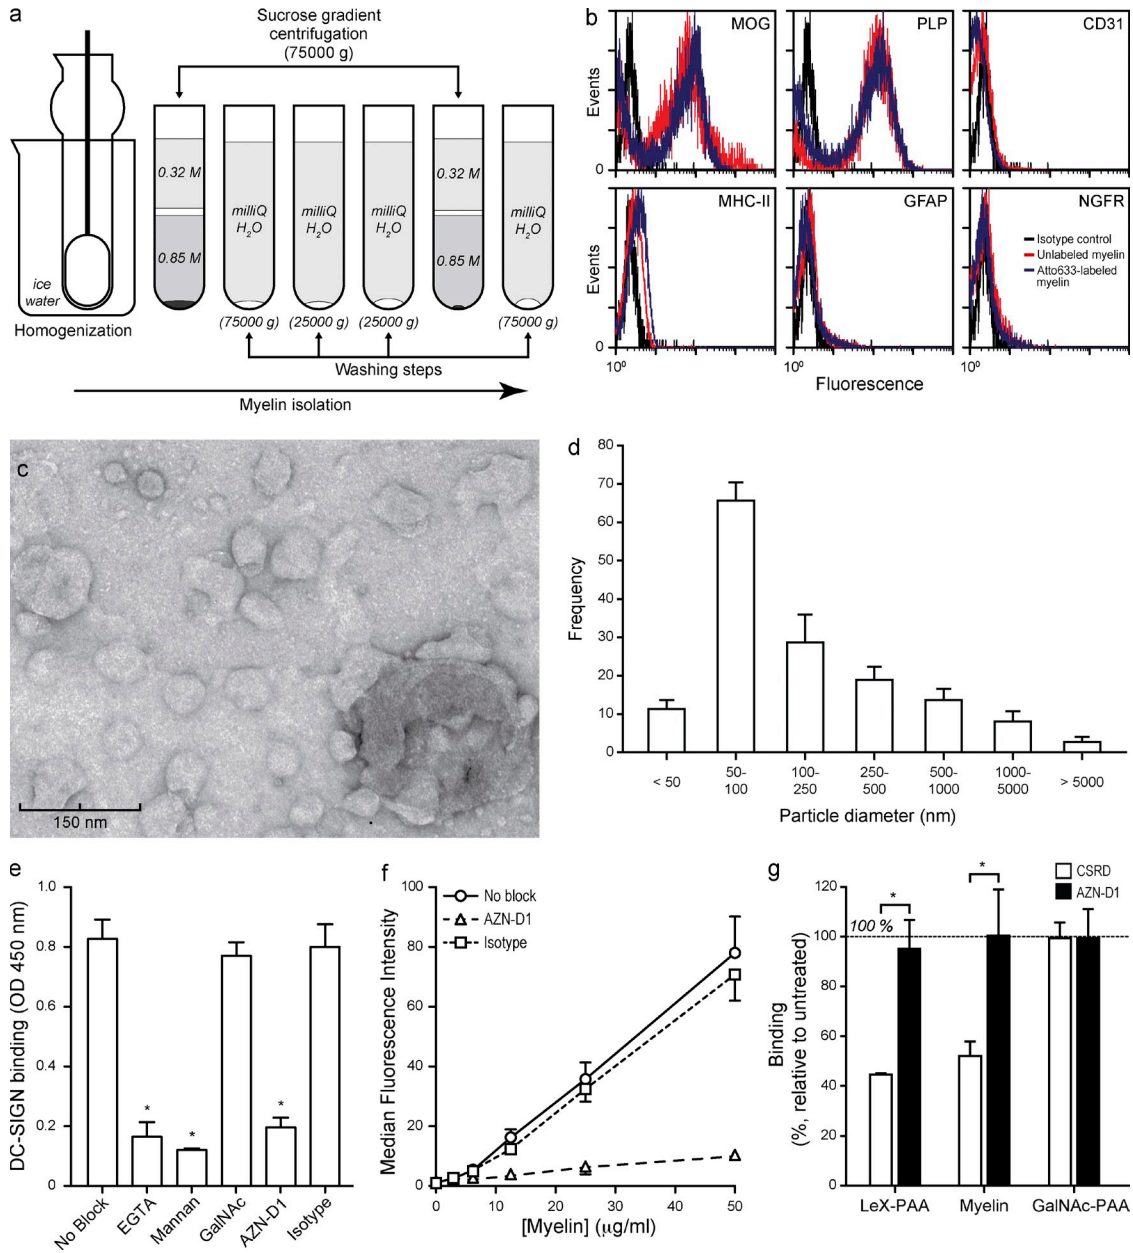 a
Sucrose gradient
centrifugation
(75000 g)
0.32 M
0.85 M
milliQ
H2O
milliQ
H2O
milliQ
H2O
0.32 M
0.85 M
milliQ
H2O
ice
water
Homogenization
(75000 g)
(25000 g)
(25000 g)
(75000 g)
Washing steps
Myelin isolation
b
MOG
PLP
CD31
Events
0
MHC-II
GFAP
NGFR
Isotype control
Unlabeled myelin
Atto633-labeled
myelin
Events
0
10⁰
10⁰
10⁰
Fluorescence
c
150 nm
d
80
70
60
50
40
30
20
10
0
Frequency
< 50
50-
100
100-
250
250-
500
500-
1000
1000-
5000
> 5000
Particle diameter (nm)
e
1.0
0.8
0.6
0.4
0.2
0
DC-SIGN binding (OD 450 nm)
*
*
*
No Block
EGTA
Mannan
GalNAc
AZN-D1
Isotype
f
100
80
60
40
20
0
Median Fluorescence Intensity
No block
AZN-D1
Isotype
0
10
20
30
40
50
[Myelin] (μg/ml)
g
CSRD
AZN-D1
120
100
80
60
40
20
0
Binding
(%, relative to untreated)
100 %
*
*
LeX-PAA
Myelin
GalNAc-PAA